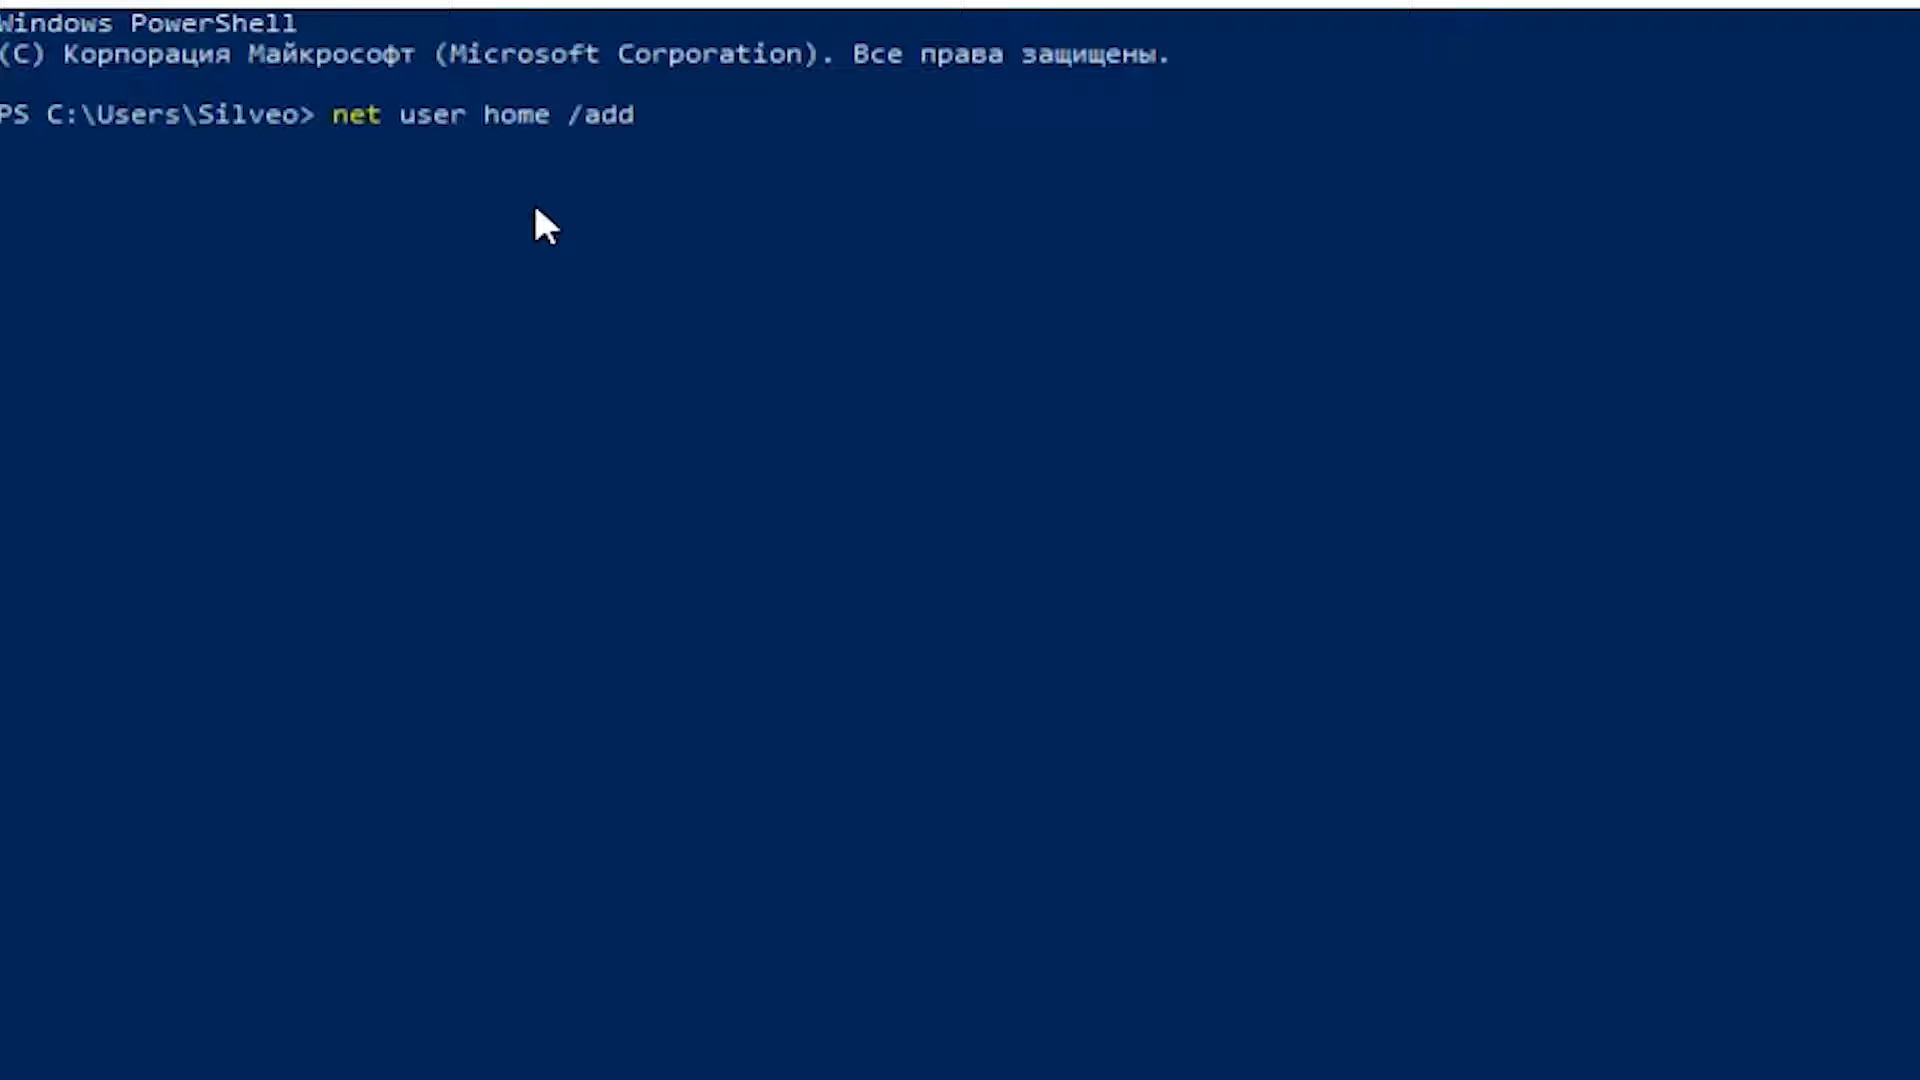 Windows PowerShell
(C) Корпорация Майкрософт (Microsoft Corporation). Все права защищены.
PS C:\Users\Silveo> net user home /add